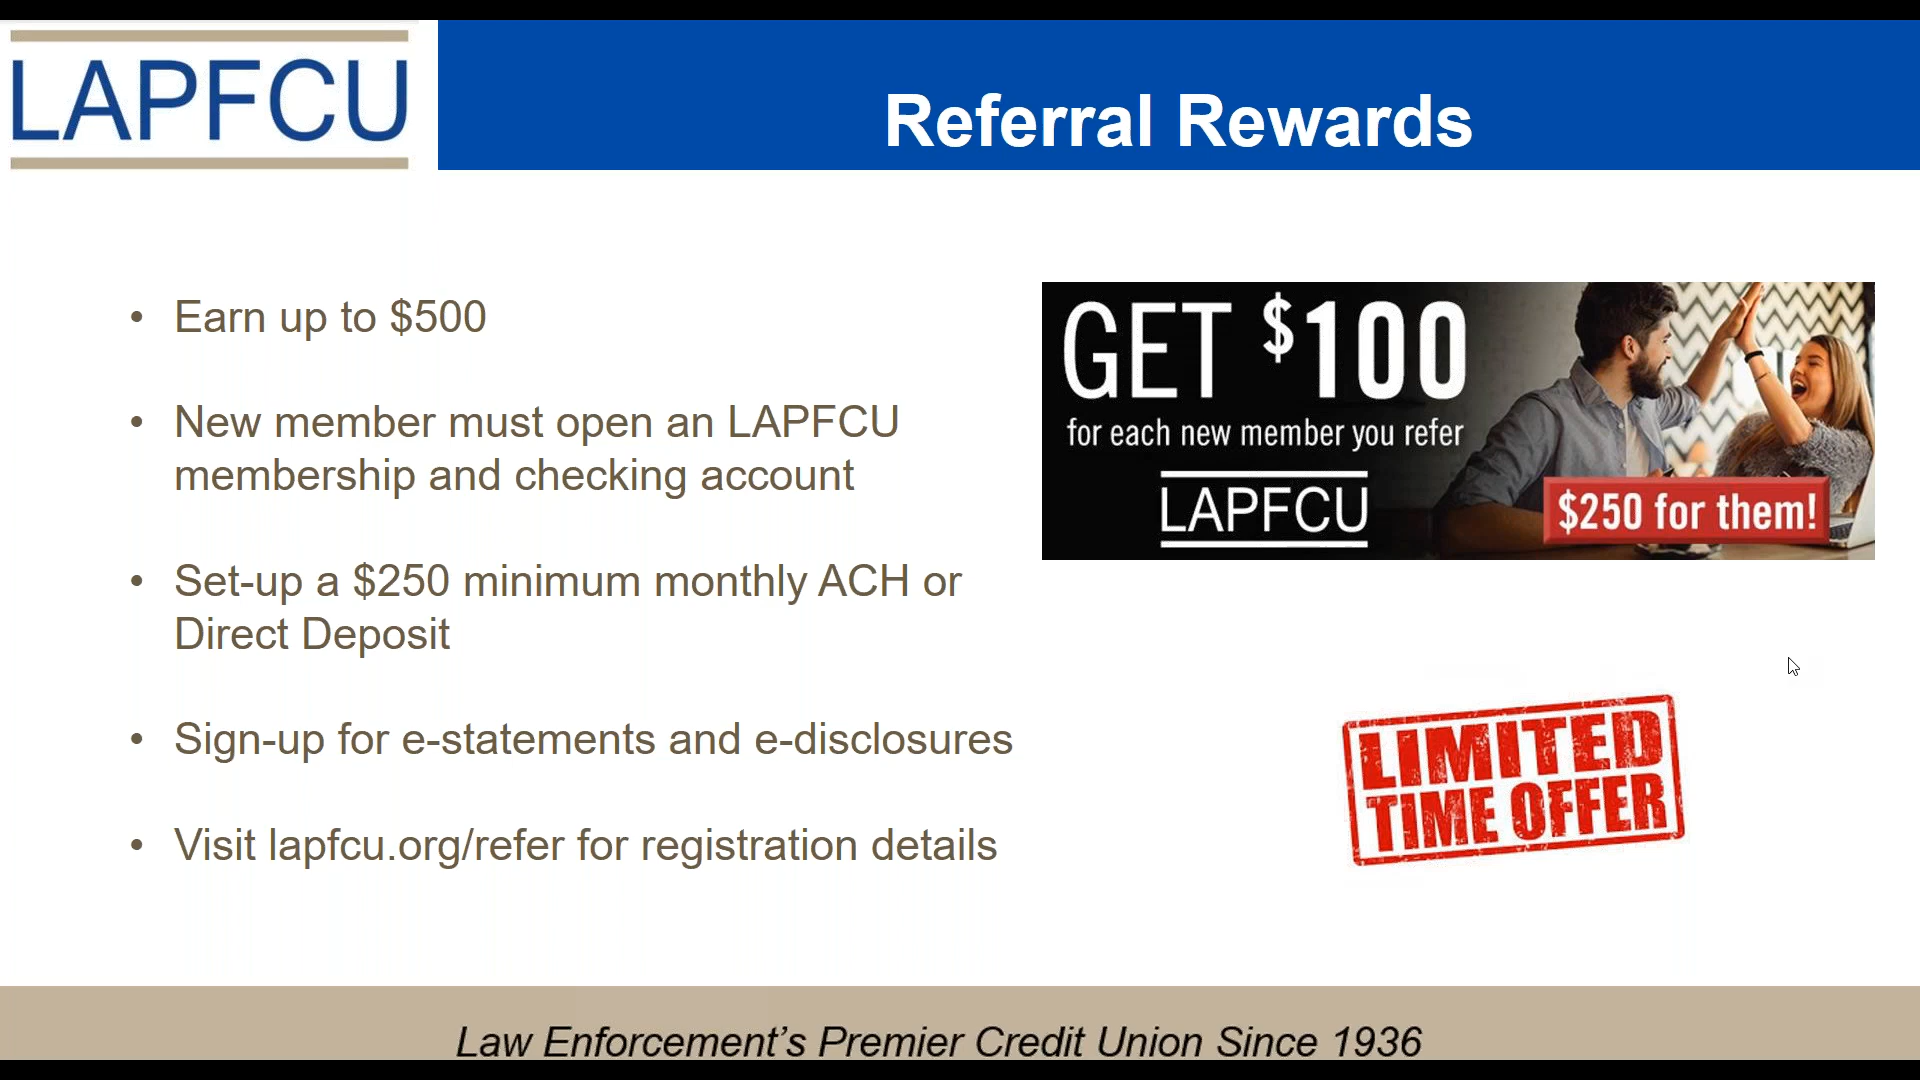 LAPFCU
Referral Rewards
• Earn up to $500
• New member must open an LAPFCU
membership and checking account
• Set-up a $250 minimum monthly ACH or
Direct Deposit
• Sign-up for e-statements and e-disclosures
• Visit lapfcu.org/refer for registration details
GET $100
for each new member you refer
LAPFCU
$250 for them!
LIMITED
TIME OFFER
Law Enforcement’s Premier Credit Union Since 1936